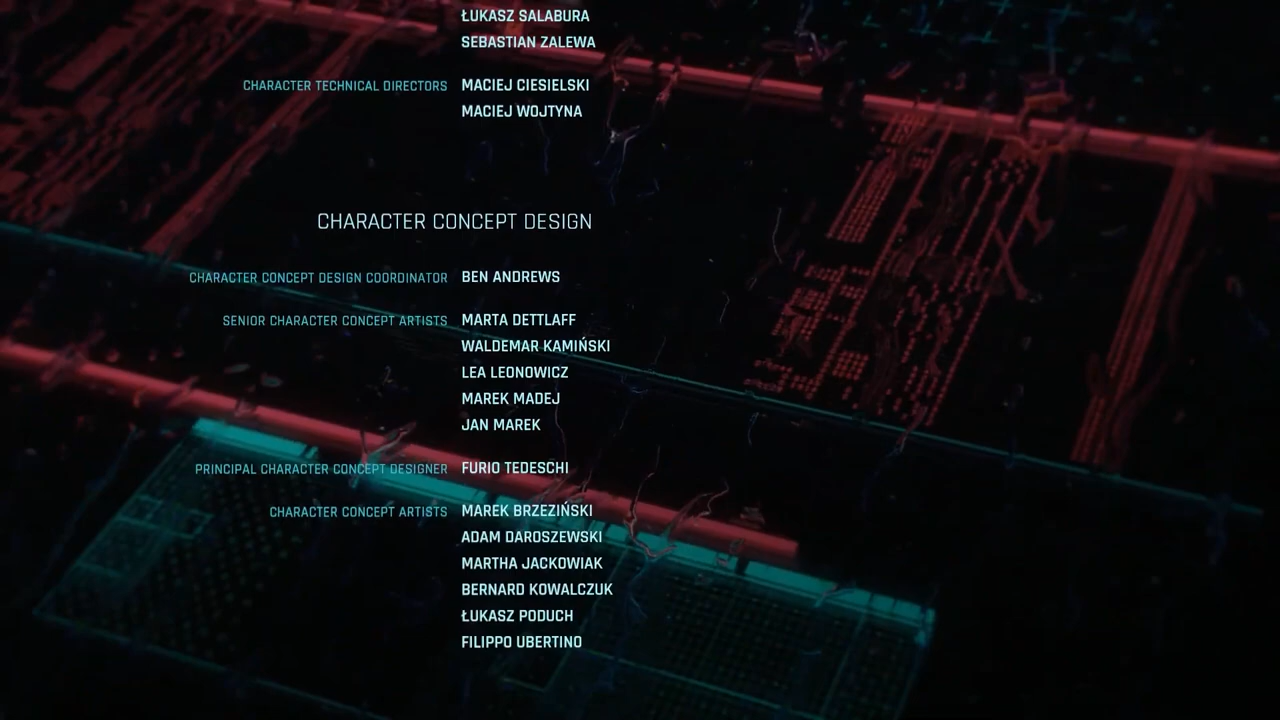 ŁUKASZ SALABURA
SEBASTIAN ZALEWA
CHARACTER TECHNICAL DIRECTORS MACIEJ CIESIELSKI
MACIEJ WOJTYNA
CHARACTER CONCEPT DESIGN
CHARACTER CONCEPT DESIGN COORDINATOR BEN ANDREWS
SENIOR CHARACTER CONCEPT ARTISTS MARTA DETTLAFF
WALDEMAR KAMIŃSKI
LEA LEONOWICZ
MAREK MADEJ
JAN MAREK
PRINCIPAL CHARACTER CONCEPT DESIGNER FURIO TEDESCHI
CHARACTER CONCEPT ARTISTS MAREK BRZEZIŃSKI
ADAM DAROSZEWSKI
MARTHA JACKOWIAK
BERNARD KOWALCZUK
ŁUKASZ PODUCH
FILIPPO UBERTINO